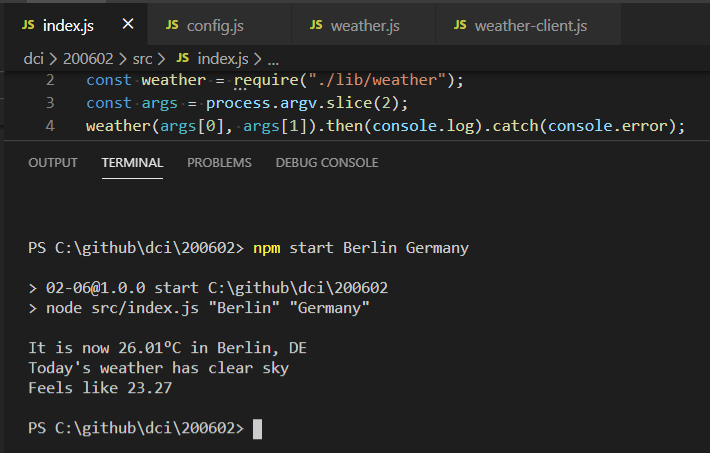 JS index.js × JS config.js JS weather.js JS weather-client.js
dci > 200602 > src > JS index.js > ...
2 const weather = require("./lib/weather");
3 const args = process.argv.slice(2);
4 weather(args[0], args[1]).then(console.log).catch(console.error);
OUTPUT TERMINAL PROBLEMS DEBUG CONSOLE
PS C:\github\dci\200602> npm start Berlin Germany
> 02-06@1.0.0 start C:\github\dci\200602
> node src/index.js "Berlin" "Germany"
It is now 26.01ºC in Berlin, DE
Today's weather has clear sky
Feels like 23.27
PS C:\github\dci\200602>